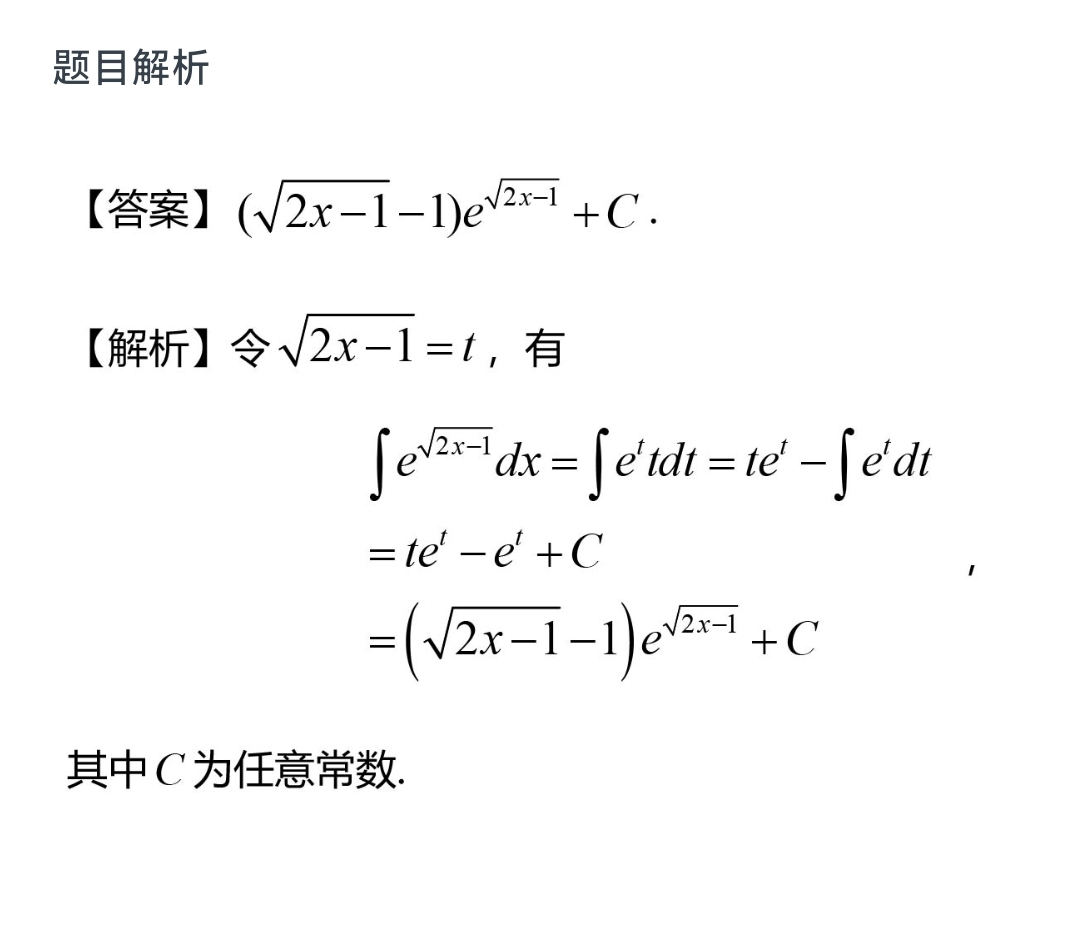 题目解析
【答案】$(\sqrt{2x-1}-1)e^{\sqrt{2x-1}}+C$.
【解析】令$\sqrt{2x-1}=t$，有
$\int e^{\sqrt{2x-1}}dx=\int e^{t}tdt=te^{t}-\int e^{t}dt$
$=te^{t}-e^{t}+C$
$=\left(\sqrt{2x-1}-1\right)e^{\sqrt{2x-1}}+C$，
其中$C$为任意常数.